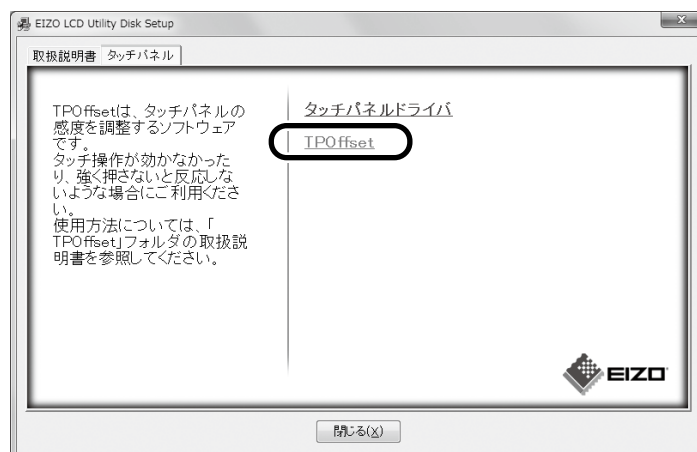 EIZO LCD Utility Disk Setup
取扱説明書 タッチパネル
TPOffsetは、タッチパネルの
感度を調整するソフトウェア
です。
タッチ操作が効かなかった
り、強く押さないと反応しな
いような場合にご利用くださ
い。
使用方法については、「
TPOffset」フォルダの取扱説
明書を参照してください。
タッチパネルドライバ
TPOffset
EIZO
閉じる(X)